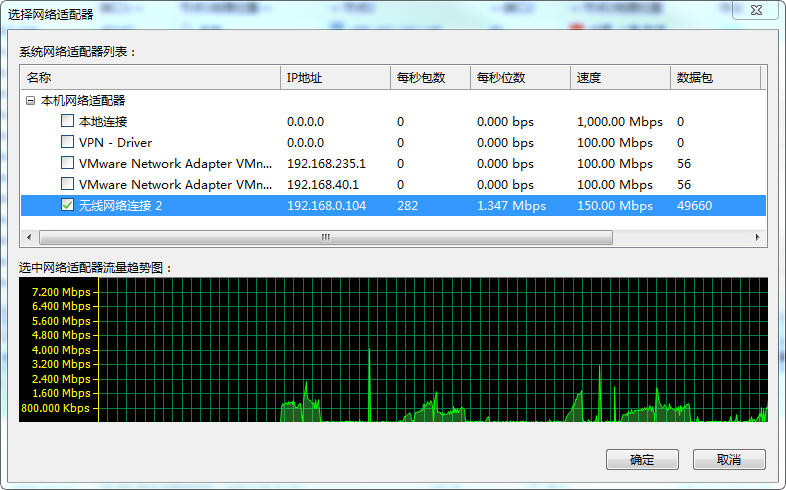 选择网络适配器
系统网络适配器列表：
名称 IP地址 每秒包数 每秒位数 速度 数据包
本机网络适配器
本地连接 0.0.0.0 0 0.000 bps 1,000.00 Mbps 0
VPN - Driver 0.0.0.0 0 0.000 bps 100.00 Mbps 0
VMware Network Adapter VMn... 192.168.235.1 0 0.000 bps 100.00 Mbps 56
VMware Network Adapter VMn... 192.168.40.1 0 0.000 bps 100.00 Mbps 56
无线网络连接 2 192.168.0.104 282 1.347 Mbps 150.00 Mbps 49660
选中网络适配器流量趋势图：
7.200 Mbps
6.400 Mbps
5.600 Mbps
4.800 Mbps
4.000 Mbps
3.200 Mbps
2.400 Mbps
1.600 Mbps
800.000 Kbps
确定 取消